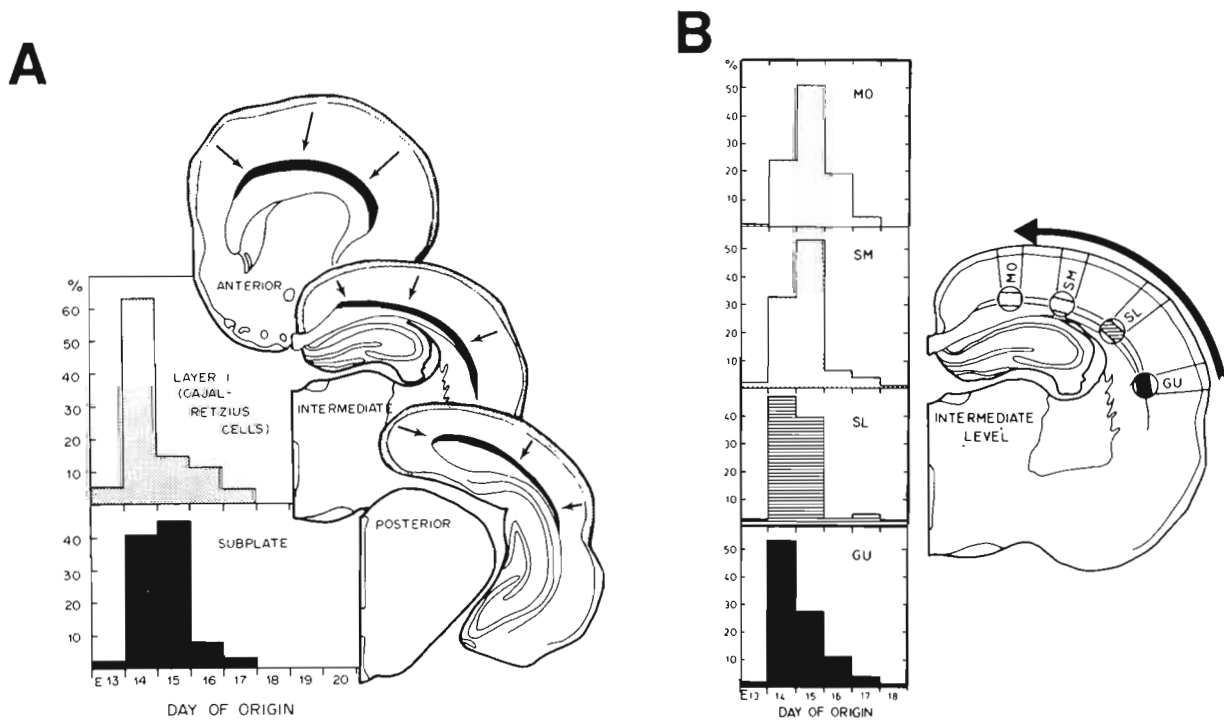 A
ANTERIOR
%
60
50
40
30
20
10
LAYER I
(CAJAL-
RETZIUS
CELLS)
INTERMEDIATE
40
30
20
10
SUBPLATE
POSTERIOR
E 13 14 15 16 17 18 19 20
DAY OF ORIGIN
B
%
50
40
30
20
10
MO
50
40
30
20
10
SM
40
30
20
10
SL
50
40
30
20
10
GU
E13 14 15 16 17 18
DAY OF ORIGIN
MO
SM
SL
GU
INTERMEDIATE
LEVEL